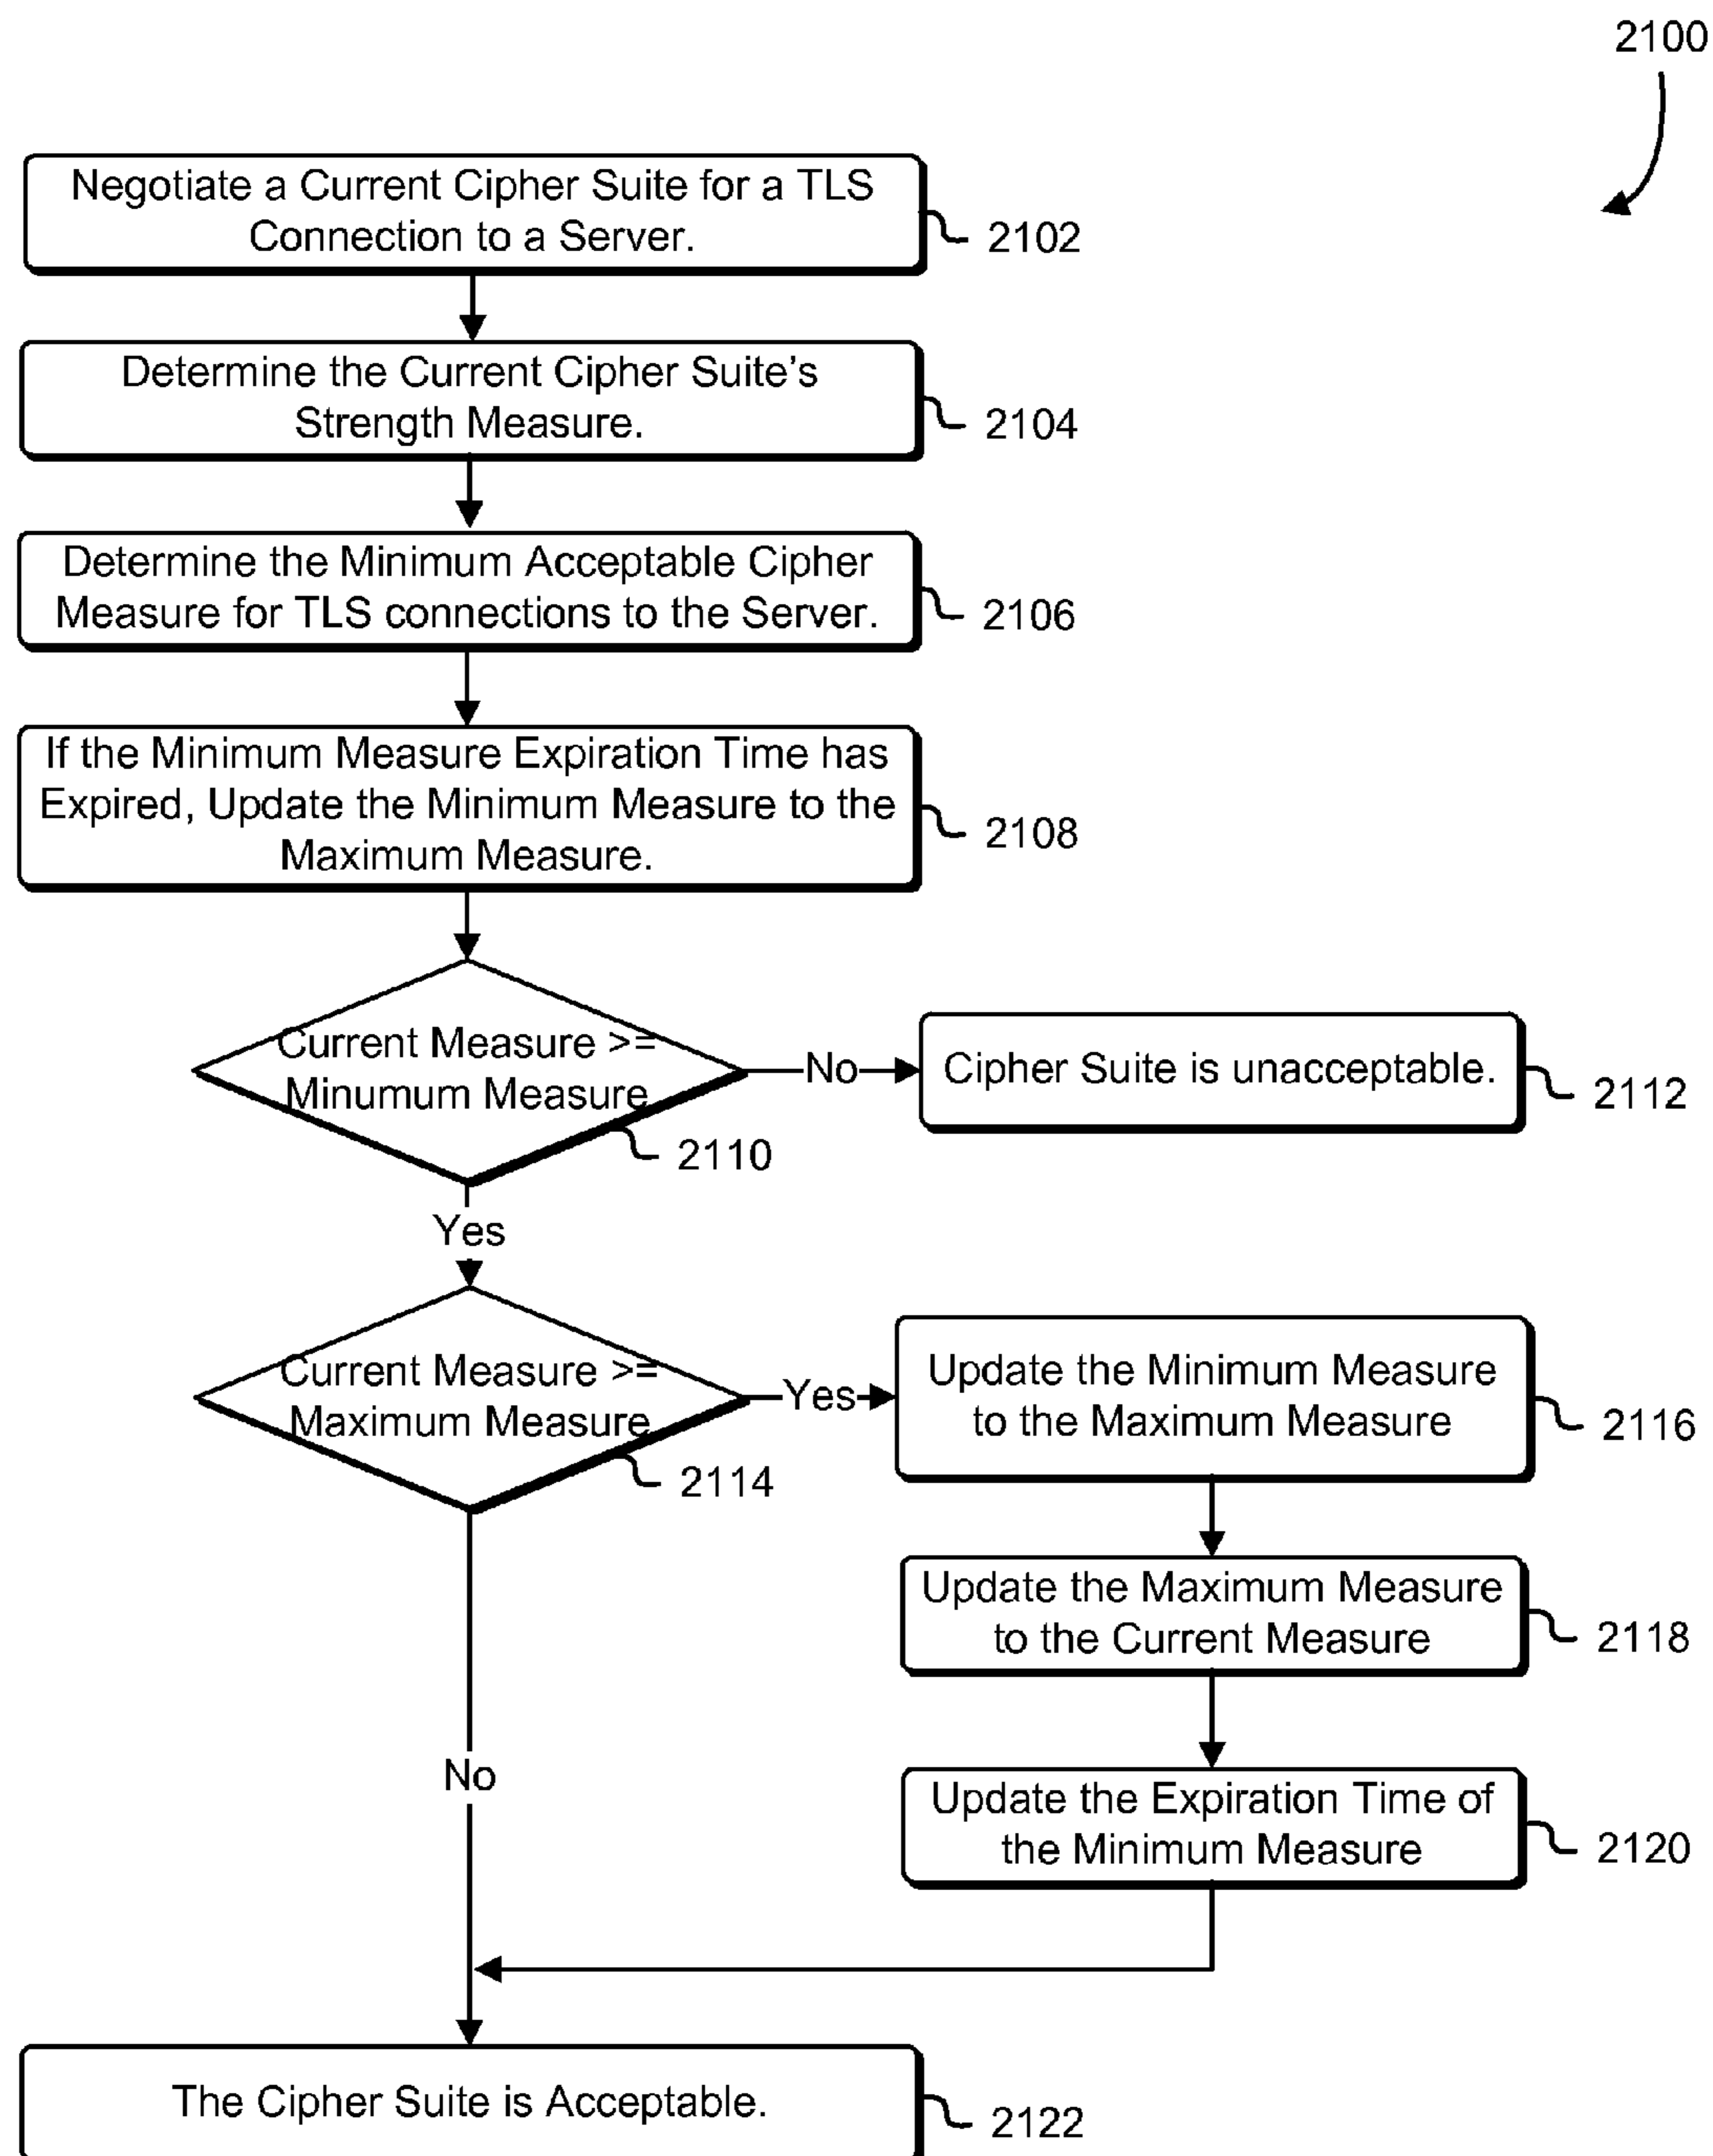 2100
Negotiate a Current Cipher Suite for a TLS
Connection to a Server.
2102
Determine the Current Cipher Suite's
Strength Measure.
2104
Determine the Minimum Acceptable Cipher
Measure for TLS connections to the Server.
2106
If the Minimum Measure Expiration Time has
Expired, Update the Minimum Measure to the
Maximum Measure.
2108
Current Measure >=
Minumum Measure
2110
No
Cipher Suite is unacceptable.
2112
Yes
Current Measure >=
Maximum Measure
2114
Yes
Update the Minimum Measure
to the Maximum Measure
2116
Update the Maximum Measure
to the Current Measure
2118
No
Update the Expiration Time of
the Minimum Measure
2120
The Cipher Suite is Acceptable.
2122